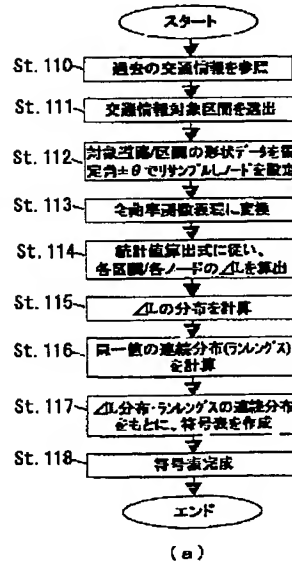 スタート
St. 110
過去の交通情報を参照
St. 111
交通情報対象区間を選出
St. 112
対象道路/区間の形状データを
定角±θでリサンプルしノードを設定
St. 113
関数表現に変換
St. 114
統計値算出式に従い、
各区間/各ノードの⊿Lを算出
St. 115
⊿Lの分布を計算
St. 116
同一値の連続分布(ランレングス)
を計算
St. 117
⊿L分布・ランレングスの連続分布
をもとに、符号表を作成
St. 118
符号表完成
エンド
(a)